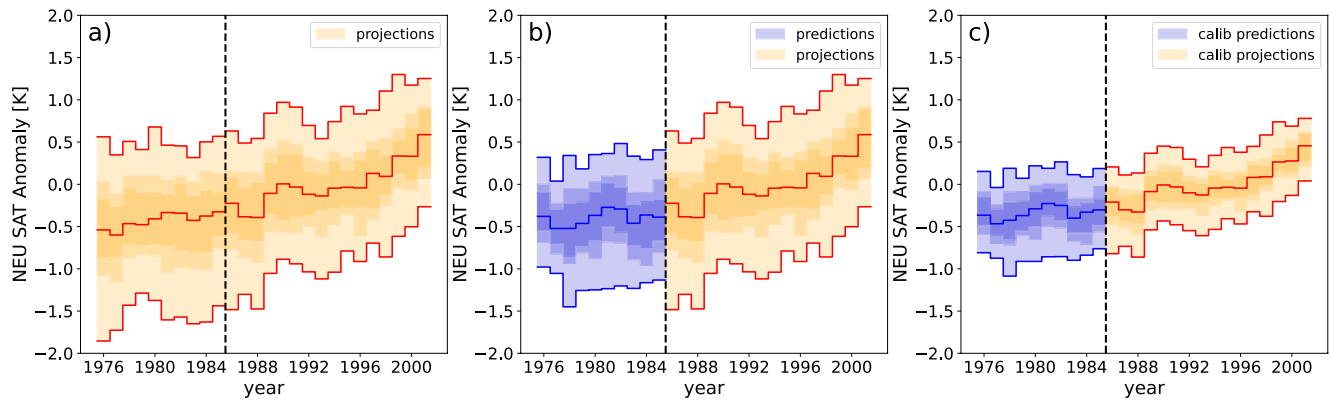 a)
projections
NEU SAT Anomaly [K]
2.0
1.5
1.0
0.5
0.0
−0.5
−1.0
−1.5
−2.0
1976 1980 1984 1988 1992 1996 2000
year
b)
predictions
projections
NEU SAT Anomaly [K]
2.0
1.5
1.0
0.5
0.0
−0.5
−1.0
−1.5
−2.0
1976 1980 1984 1988 1992 1996 2000
year
c)
calib predictions
calib projections
NEU SAT Anomaly [K]
2.0
1.5
1.0
0.5
0.0
−0.5
−1.0
−1.5
−2.0
1976 1980 1984 1988 1992 1996 2000
year